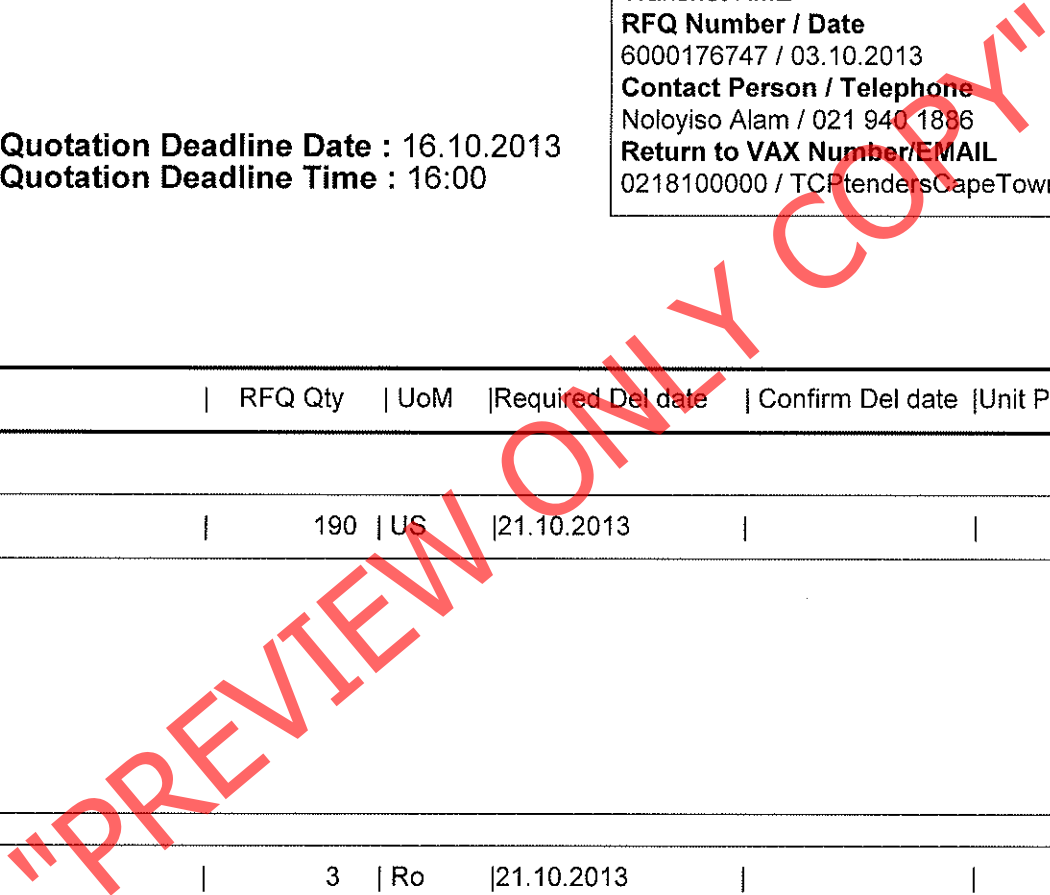 RFQ Number / Date
6000176747 / 03.10.2013
Contact Person / Telephone
Noloyiso Alam / 021 940 1886
Return to VAX Number/EMAIL
0218100000 / TCPtendersCapeTown
Quotation Deadline Date : 16.10.2013
Quotation Deadline Time : 16:00
| RFQ Qty | UoM |Required Del date | Confirm Del date |Unit P
| 190 | US |21.10.2013 | |
| 3 | Ro |21.10.2013 | |
"PREVIEW ONLY COPY"